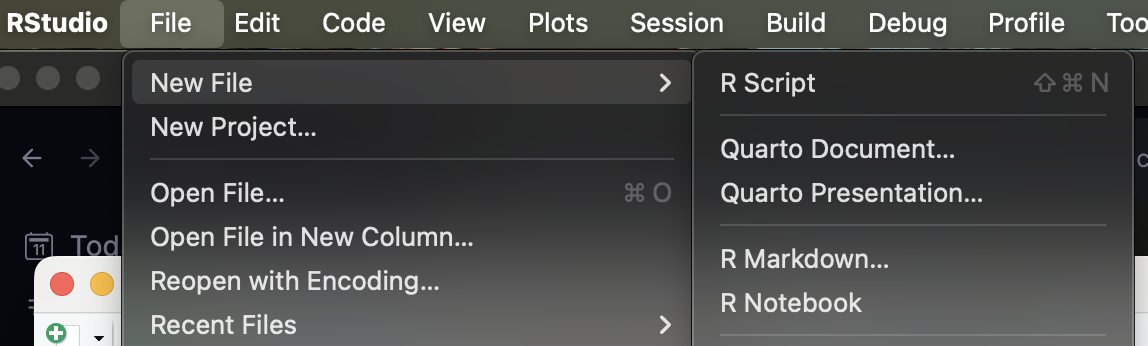 RStudio File Edit Code View Plots Session Build Debug Profile Too
New File
New Project...
Open File... ⌘ O
Open File in New Column...
Reopen with Encoding...
Recent Files
R Script ⇧ ⌘ N
Quarto Document...
Quarto Presentation...
R Markdown...
R Notebook
11 Tod